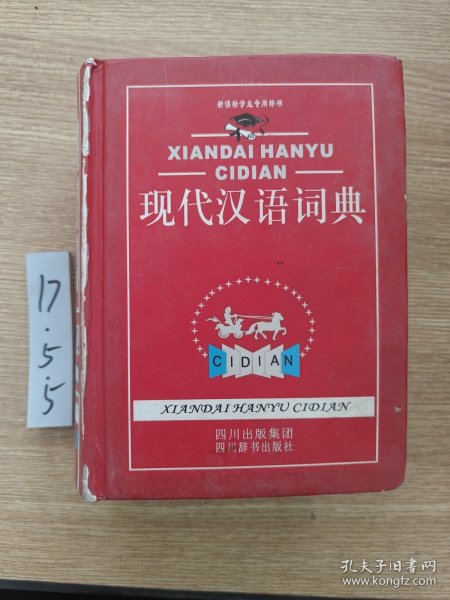 新课标学生专用辞书
XIANDAI HANYU
CIDIAN
现代汉语词典
CIDIAN
XIANDAI HANYU CIDIAN
四川出版集团
四川辞书出版社
17.
5.
5
孔夫子旧书网
www.kongfz.com